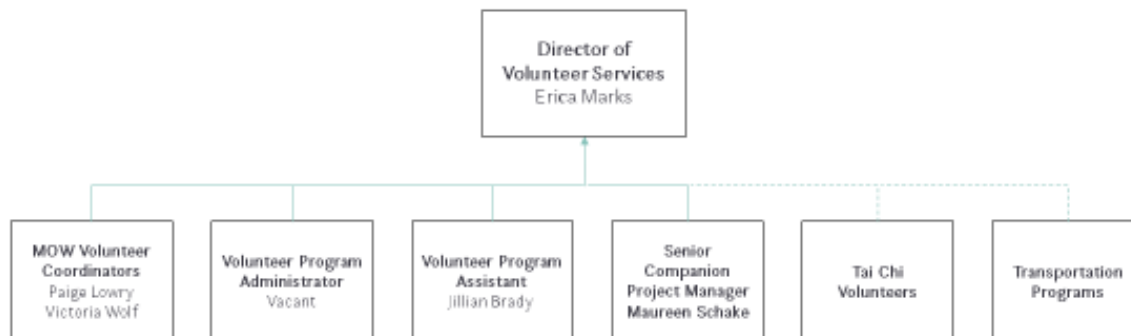 Director of
Volunteer Services
Erica Marks
MOW Volunteer
Coordinators
Paige Lowry
Victoria Wolf
Volunteer Program
Administrator
Vacant
Volunteer Program
Assistant
Jillian Brady
Senior
Companion
Project Manager
Maureen Schake
Tai Chi
Volunteers
Transportation
Programs